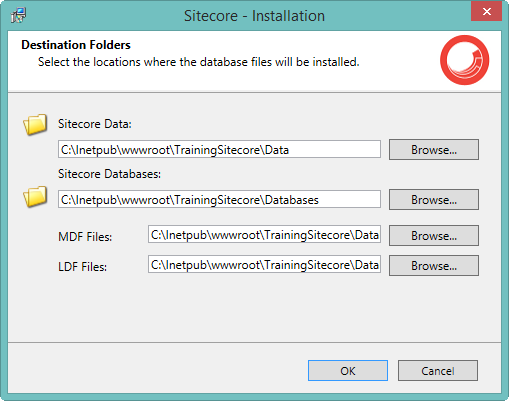 Sitecore - Installation
Destination Folders
Select the locations where the database files will be installed.
Sitecore Data:
C:\Inetpub\wwwroot\TrainingSitecore\Data
Browse...
Sitecore Databases:
C:\Inetpub\wwwroot\TrainingSitecore\Databases
Browse...
MDF Files:
C:\Inetpub\wwwroot\TrainingSitecore\Data
Browse...
LDF Files:
C:\Inetpub\wwwroot\TrainingSitecore\Data
Browse...
OK
Cancel